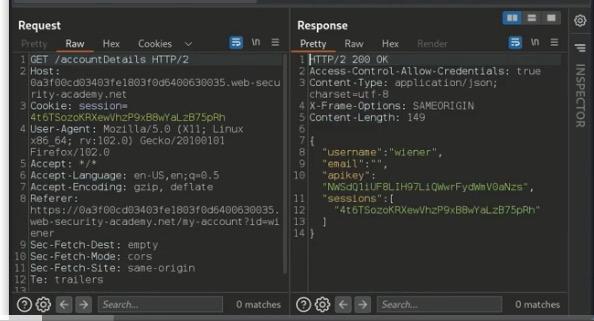 Request
Pretty Raw Hex Cookies
1 GET /accountDetails HTTP/2
2 Host:
0a3f00cd03403fe1803f0d6400630035.web-secu
rity-academy.net
3 Cookie: session=
4t6TSozoKRXewVhzP9xB8wYaLzB75pRh
4 User-Agent: Mozilla/5.0 (X11; Linux
x86_64; rv:102.0) Gecko/20100101
Firefox/102.0
5 Accept: */*
6 Accept-Language: en-US,en;q=0.5
7 Accept-Encoding: gzip, deflate
8 Referer:
https://0a3f00cd03403fe1803f0d6400630035.
web-security-academy.net/my-account?id=wi
ener
9 Sec-Fetch-Dest: empty
10 Sec-Fetch-Mode: cors
11 Sec-Fetch-Site: same-origin
12 Te: trailers
13
Search... 0 matches
Response
Pretty Raw Hex Render
1 HTTP/2 200 OK
2 Access-Control-Allow-Credentials: true
3 Content-Type: application/json;
charset=utf-8
4 X-Frame-Options: SAMEORIGIN
5 Content-Length: 149
6
7 {
8 "username":"wiener",
9 "email":"",
10 "apikey":
"NWSdQ1iUF8LIH97LiQWwrFydWmV0aNzs",
11 "sessions":[
12 "4t6TSozoKRXewVhzP9xB8wYaLzB75pRh"
13 ]
14 }
Search... 0 matches
INSPECTOR